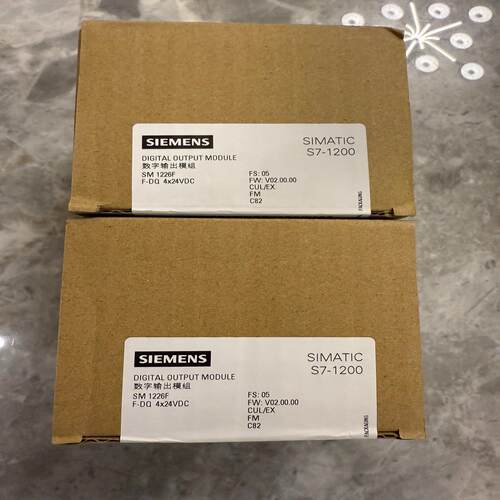 SIEMENS
SIMATIC
S7-1200
DIGITAL OUTPUT MODULE
数字输出模组
SM 1226F
F-DQ 4x24VDC
FS: 05
FW: V02.00.00
CUL/EX
FM
C82
PACKAGING
SIEMENS
SIMATIC
S7-1200
DIGITAL OUTPUT MODULE
数字输出模组
SM 1226F
F-DQ 4x24VDC
FS: 05
FW: V02.00.00
CUL/EX
FM
C82
PACKAGING